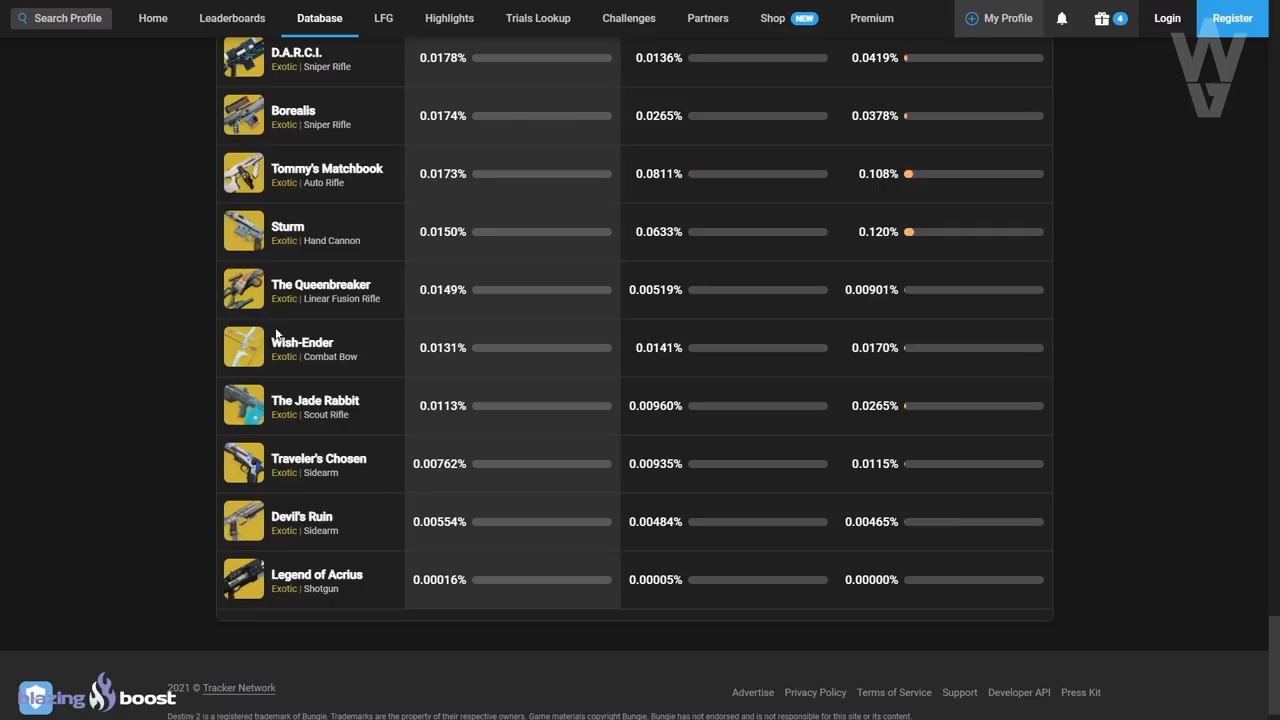 Search Profile Home Leaderboards Database LFG Highlights Trials Lookup Challenges Partners Shop NEW Premium My Profile 4 Login Register
D.A.R.C.I.
Exotic | Sniper Rifle
0.0178% 0.0136% 0.0419%
Borealis
Exotic | Sniper Rifle
0.0174% 0.0265% 0.0378%
Tommy's Matchbook
Exotic | Auto Rifle
0.0173% 0.0811% 0.108%
Sturm
Exotic | Hand Cannon
0.0150% 0.0633% 0.120%
The Queenbreaker
Exotic | Linear Fusion Rifle
0.0149% 0.00519% 0.00901%
Wish-Ender
Exotic | Combat Bow
0.0131% 0.0141% 0.0170%
The Jade Rabbit
Exotic | Scout Rifle
0.0113% 0.00960% 0.0265%
Traveler's Chosen
Exotic | Sidearm
0.00762% 0.00935% 0.0115%
Devil's Ruin
Exotic | Sidearm
0.00554% 0.00484% 0.00465%
Legend of Acrius
Exotic | Shotgun
0.00016% 0.00005% 0.00000%
2021 © Tracker Network
Advertise Privacy Policy Terms of Service Support Developer API Press Kit
blazing boost
Destiny 2 is a registered trademark of Bungie. Trademarks are the property of their respective owners. Game materials copyright Bungie. Bungie has not endorsed and is not responsible for this site or its content.